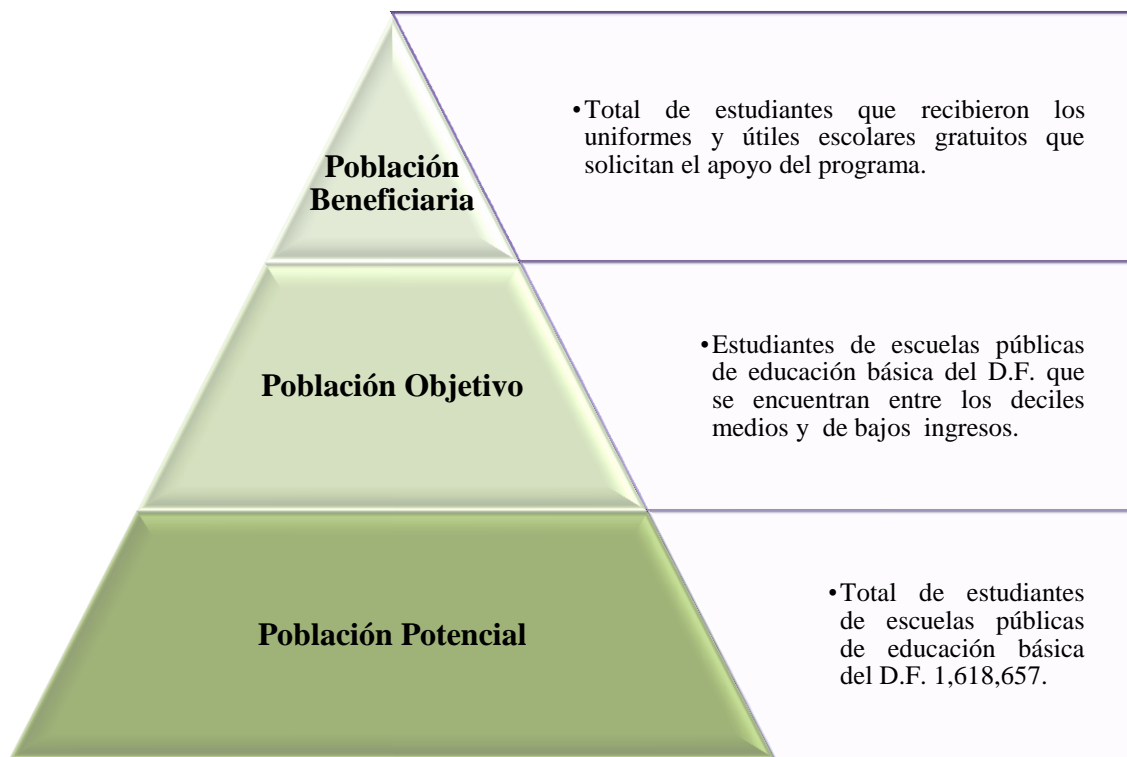 Población
Beneficiaria
•Total de estudiantes que recibieron los
uniformes y útiles escolares gratuitos que
solicitan el apoyo del programa.
Población Objetivo
•Estudiantes de escuelas públicas
de educación básica del D.F. que
se encuentran entre los deciles
medios y de bajos ingresos.
Población Potencial
•Total de estudiantes
de escuelas públicas
de educación básica
del D.F. 1,618,657.